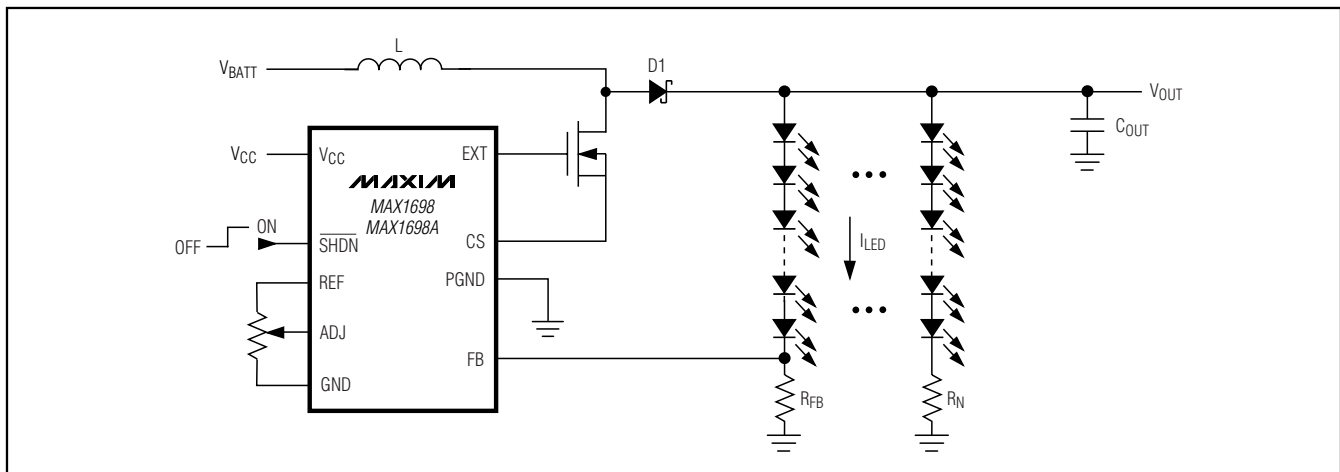 L
D1
VBATT
VOUT
COUT
VCC
VCC
EXT
MAXIM
MAX1698
MAX1698A
ON
OFF
SHDN
CS
ILED
REF
PGND
ADJ
FB
GND
RFB
RN